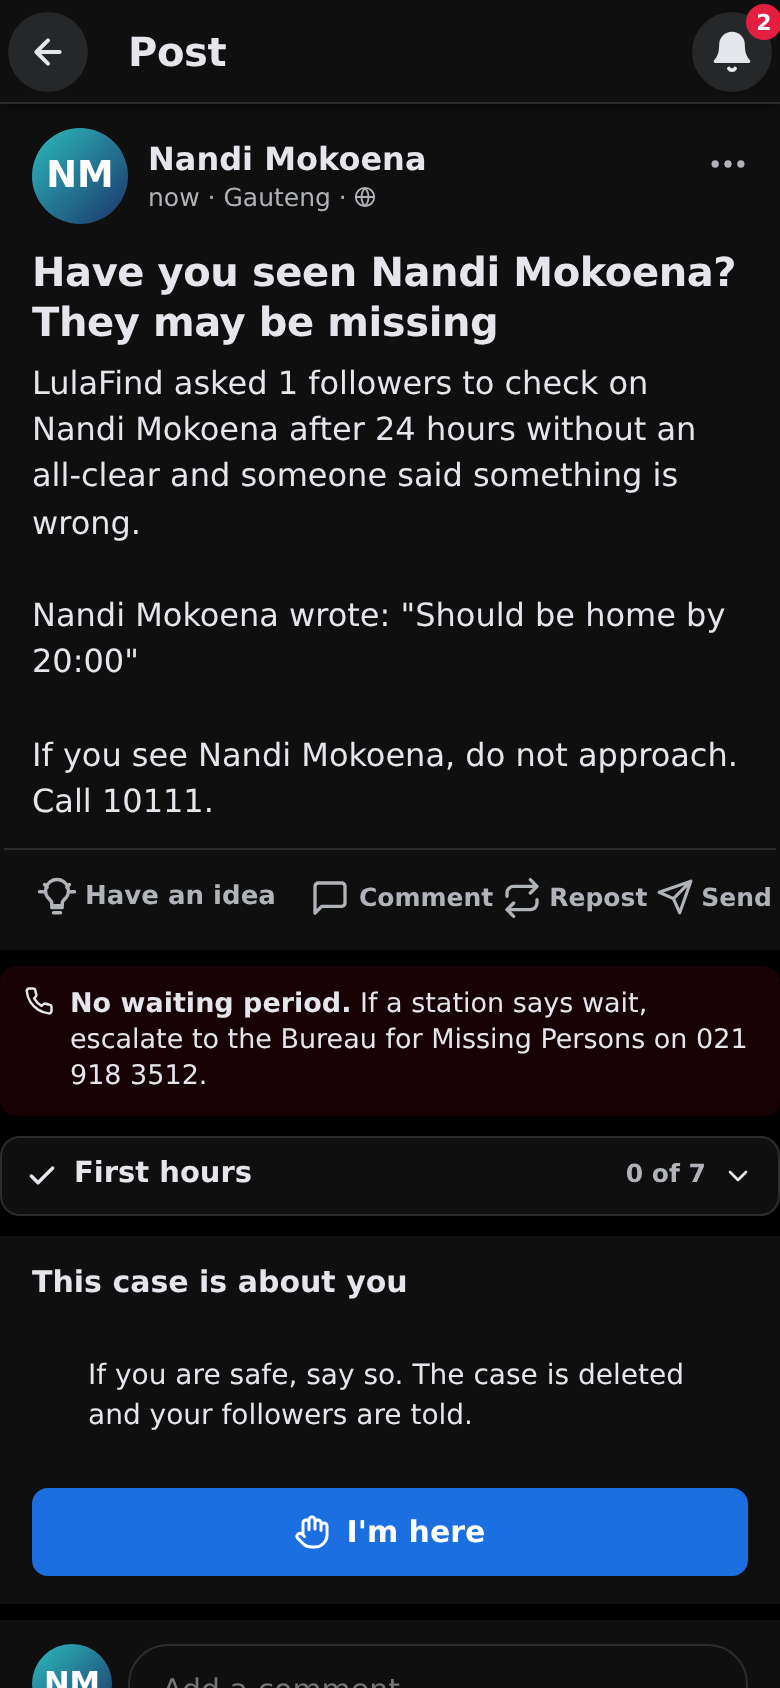 Post
2
NM
Nandi Mokoena
now · Gauteng ·
Have you seen Nandi Mokoena?
They may be missing
LulaFind asked 1 followers to check on
Nandi Mokoena after 24 hours without an
all-clear and someone said something is
wrong.
Nandi Mokoena wrote: "Should be home by
20:00"
If you see Nandi Mokoena, do not approach.
Call 10111.
Have an idea
Comment
Repost
Send
No waiting period. If a station says wait,
escalate to the Bureau for Missing Persons on 021
918 3512.
First hours
0 of 7
This case is about you
If you are safe, say so. The case is deleted
and your followers are told.
I'm here
NM
Add a comment